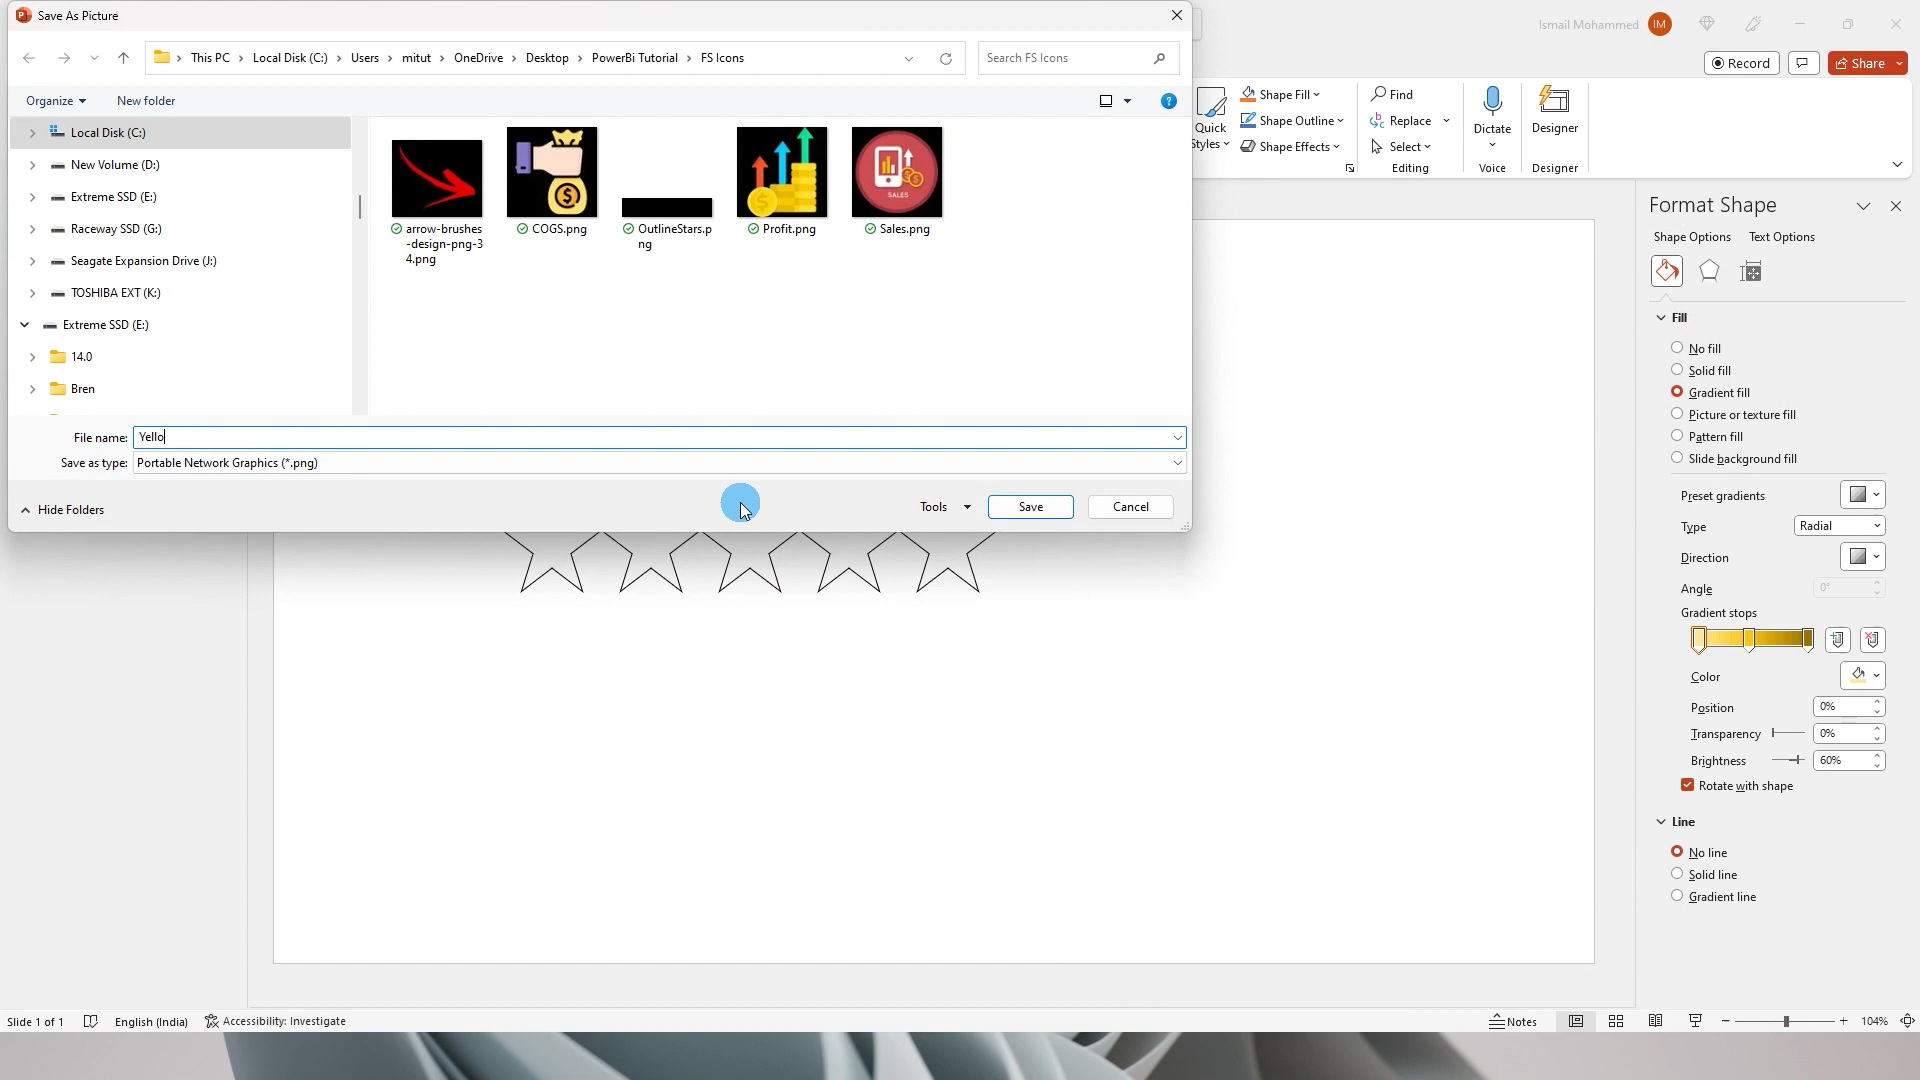 Save As Picture
Ismail Mohammed IM
This PC > Local Disk (C:) > Users > mitut > OneDrive > Desktop > PowerBi Tutorial > FS Icons
Search FS Icons
Record
Share
Organize
New folder
Local Disk (C:)
New Volume (D:)
Extreme SSD (E:)
Raceway SSD (G:)
Seagate Expansion Drive (J:)
TOSHIBA EXT (K:)
Extreme SSD (E:)
14.0
Bren
SALES
arrow-brushes
-design-png-3
4.png
COGS.png
OutlineStars.p
ng
Profit.png
Sales.png
File name: Yello
Save as type: Portable Network Graphics (*.png)
Hide Folders
Tools
Save
Cancel
Quick
Styles
Shape Fill
Shape Outline
Shape Effects
Find
Replace
Select
Editing
Dictate
Voice
Designer
Designer
Format Shape
Shape Options
Text Options
Fill
No fill
Solid fill
Gradient fill
Picture or texture fill
Pattern fill
Slide background fill
Preset gradients
Type Radial
Direction
Angle 0°
Gradient stops
Color
Position 0%
Transparency 0%
Brightness 60%
Rotate with shape
Line
No line
Solid line
Gradient line
Slide 1 of 1
English (India)
Accessibility: Investigate
Notes
104%